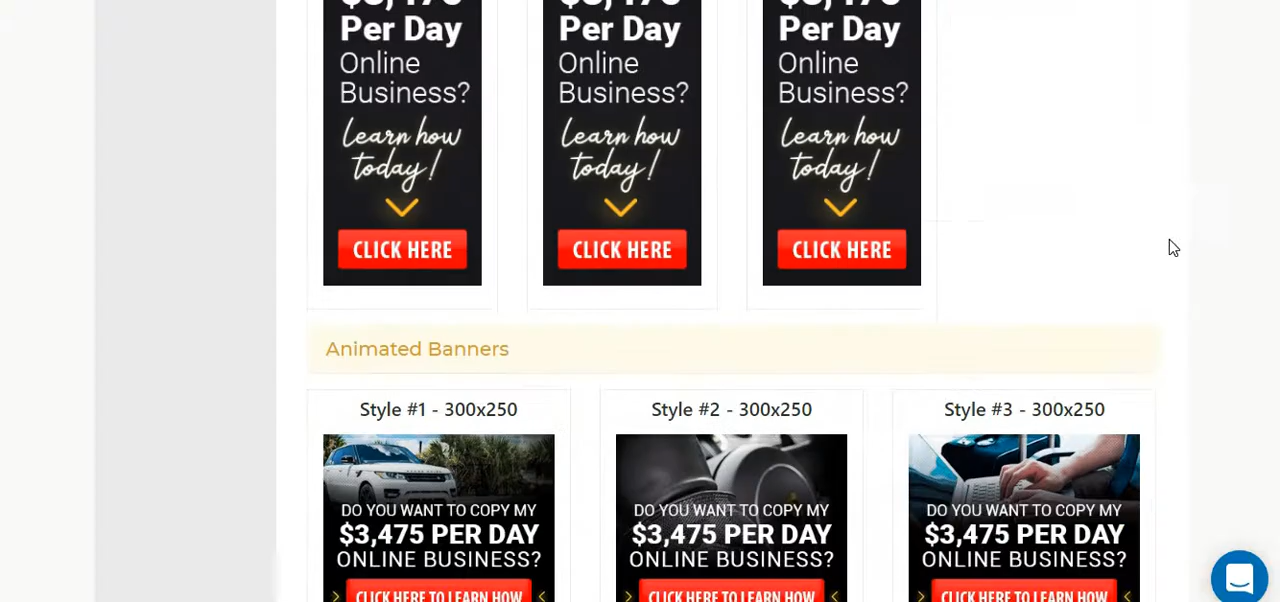 Per Day
Online
Business?
Learn how
today!
CLICK HERE
Per Day
Online
Business?
Learn how
today!
CLICK HERE
Per Day
Online
Business?
Learn how
today!
CLICK HERE
Animated Banners
Style #1 - 300x250
DO YOU WANT TO COPY MY
$3,475 PER DAY
ONLINE BUSINESS?
CLICK HERE TO LEARN HOW
Style #2 - 300x250
DO YOU WANT TO COPY MY
$3,475 PER DAY
ONLINE BUSINESS?
CLICK HERE TO LEARN HOW
Style #3 - 300x250
DO YOU WANT TO COPY MY
$3,475 PER DAY
ONLINE BUSINESS?
CLICK HERE TO LEARN HOW